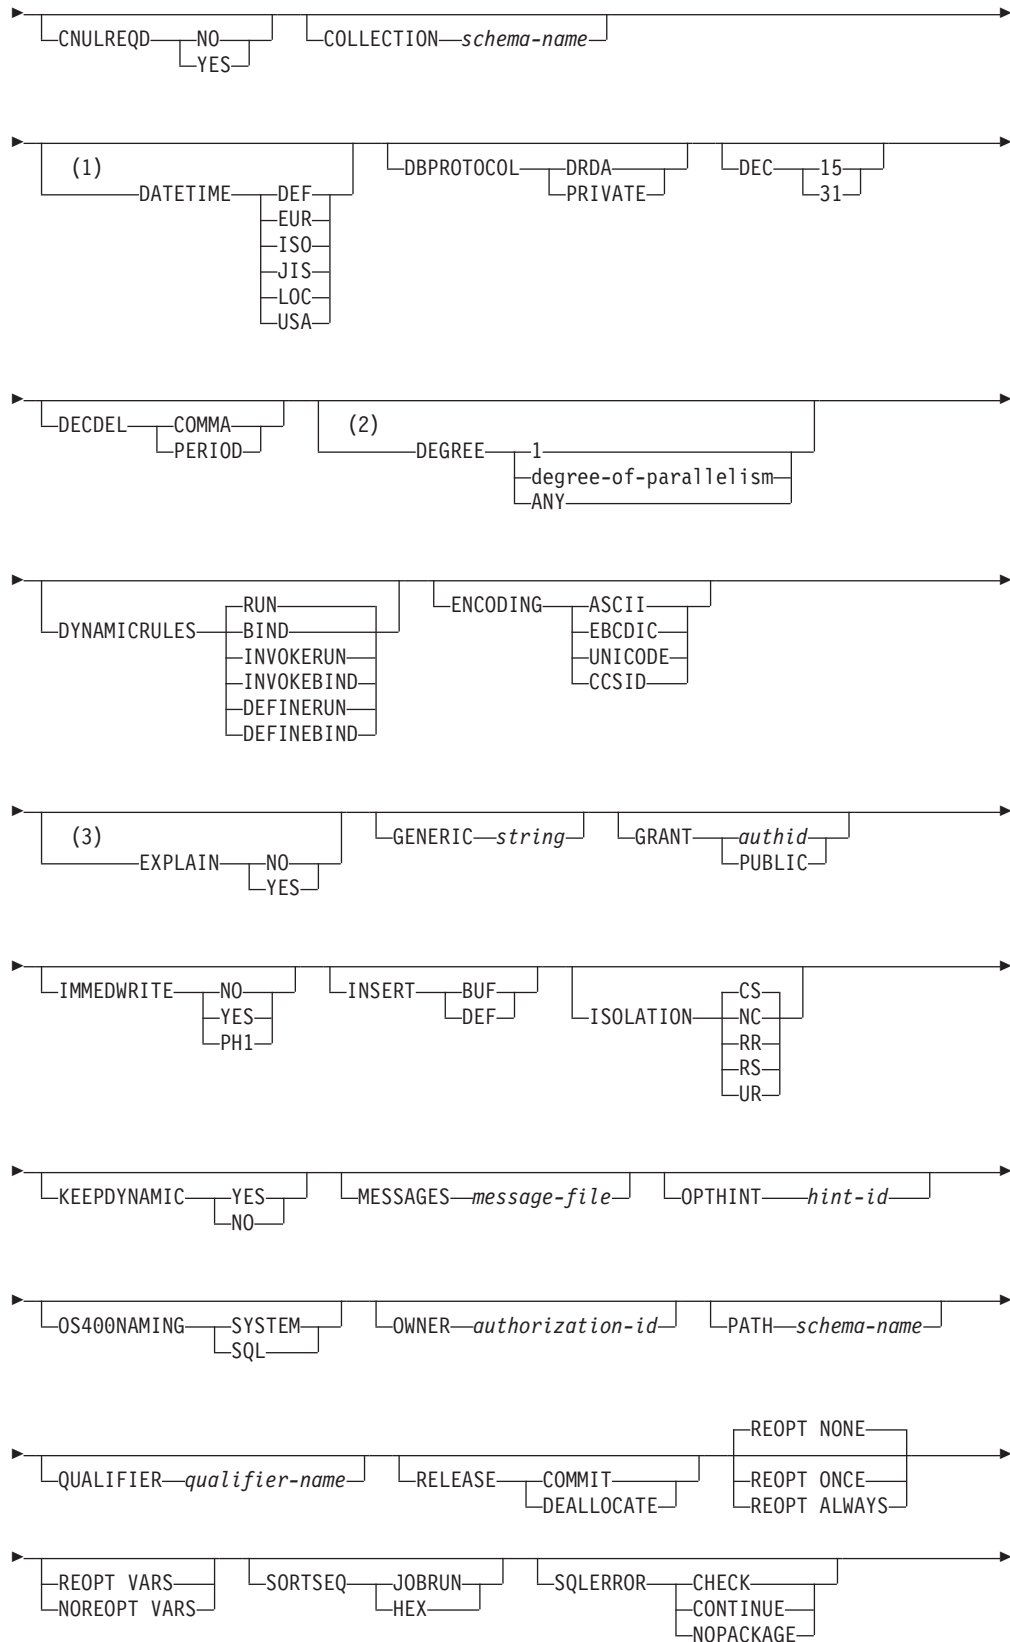 CNULREQD NO COLLECTION schema-name
YES
(1) DBPROTOCOL DRDA DEC 15
DATETIME DEF PRIVATE 31
EUR
ISO
JIS
LOC
USA
DECDEL COMMA (2)
PERIOD DEGREE 1
degree-of-parallelism
ANY
RUN ENCODING ASCII
DYNAMICRULES BIND EBCDIC
INVOKERUN UNICODE
INVOKEBIND CCSID
DEFINERUN
DEFINEBIND
(3) GENERIC string GRANT authid
EXPLAIN NO PUBLIC
YES
IMMEDWRITE NO INSERT BUF CS
YES DEF ISOLATION NC
PH1 RR
RS
UR
KEEPDYNAMIC YES MESSAGES message-file OPTHINT hint-id
NO
OS400NAMING SYSTEM OWNER authorization-id PATH schema-name
SQL
REOPT NONE
QUALIFIER qualifier-name RELEASE COMMIT REOPT ONCE
DEALLOCATE REOPT ALWAYS
REOPT VARS SORTSEQ JOBRUN SQLERROR CHECK
NOREOPT VARS HEX CONTINUE
NOPACKAGE